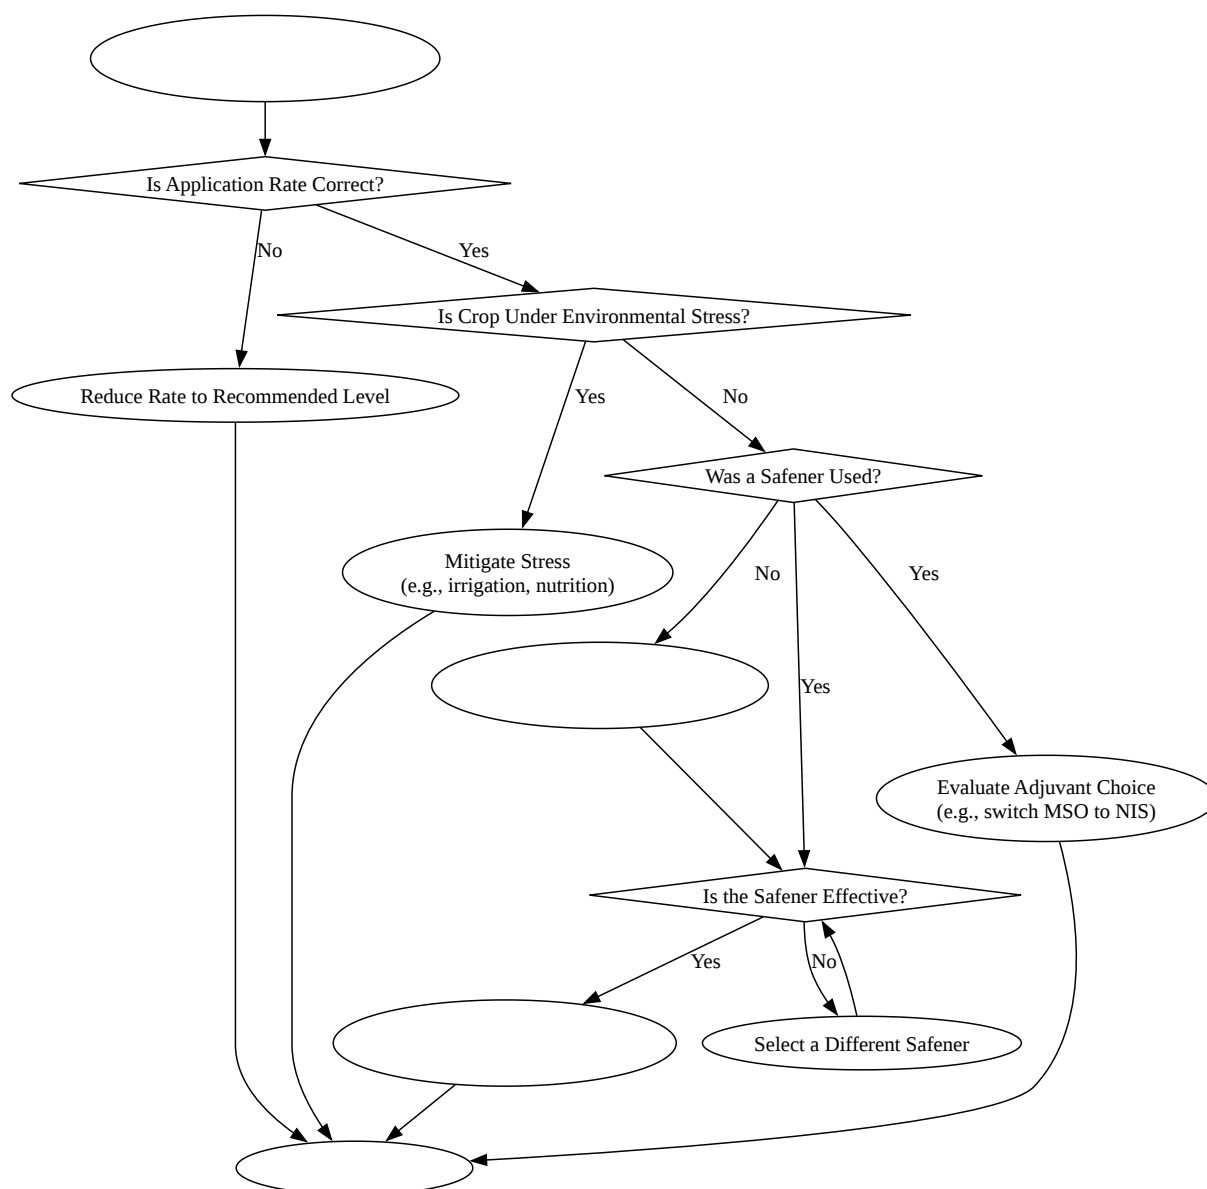 Is Application Rate Correct?
No
Yes
Is Crop Under Environmental Stress?
Reduce Rate to Recommended Level
Yes
No
Was a Safener Used?
Mitigate Stress
(e.g., irrigation, nutrition)
No
Yes
Yes
Evaluate Adjuvant Choice
(e.g., switch MSO to NIS)
Is the Safener Effective?
Yes
No
Select a Different Safener